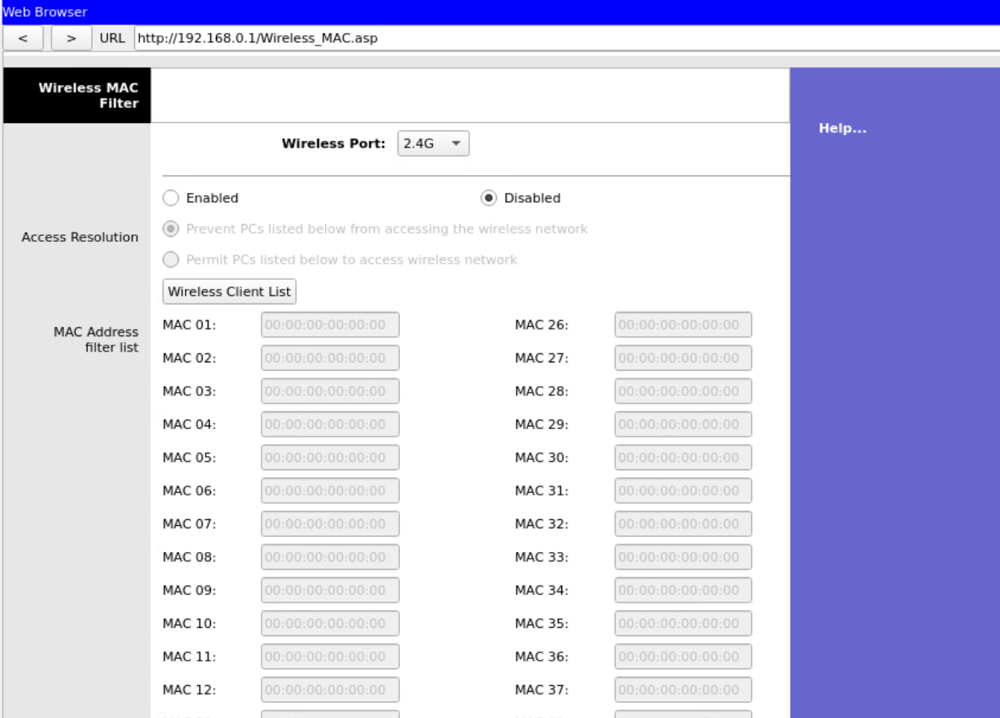 Web Browser
< > URL http://192.168.0.1/Wireless_MAC.asp
Wireless MAC
Filter
Help...
Wireless Port: 2.4G
Enabled Disabled
Access Resolution
Prevent PCs listed below from accessing the wireless network
Permit PCs listed below to access wireless network
Wireless Client List
MAC Address
filter list
MAC 01: 00:00:00:00:00:00 MAC 26: 00:00:00:00:00:00
MAC 02: 00:00:00:00:00:00 MAC 27: 00:00:00:00:00:00
MAC 03: 00:00:00:00:00:00 MAC 28: 00:00:00:00:00:00
MAC 04: 00:00:00:00:00:00 MAC 29: 00:00:00:00:00:00
MAC 05: 00:00:00:00:00:00 MAC 30: 00:00:00:00:00:00
MAC 06: 00:00:00:00:00:00 MAC 31: 00:00:00:00:00:00
MAC 07: 00:00:00:00:00:00 MAC 32: 00:00:00:00:00:00
MAC 08: 00:00:00:00:00:00 MAC 33: 00:00:00:00:00:00
MAC 09: 00:00:00:00:00:00 MAC 34: 00:00:00:00:00:00
MAC 10: 00:00:00:00:00:00 MAC 35: 00:00:00:00:00:00
MAC 11: 00:00:00:00:00:00 MAC 36: 00:00:00:00:00:00
MAC 12: 00:00:00:00:00:00 MAC 37: 00:00:00:00:00:00